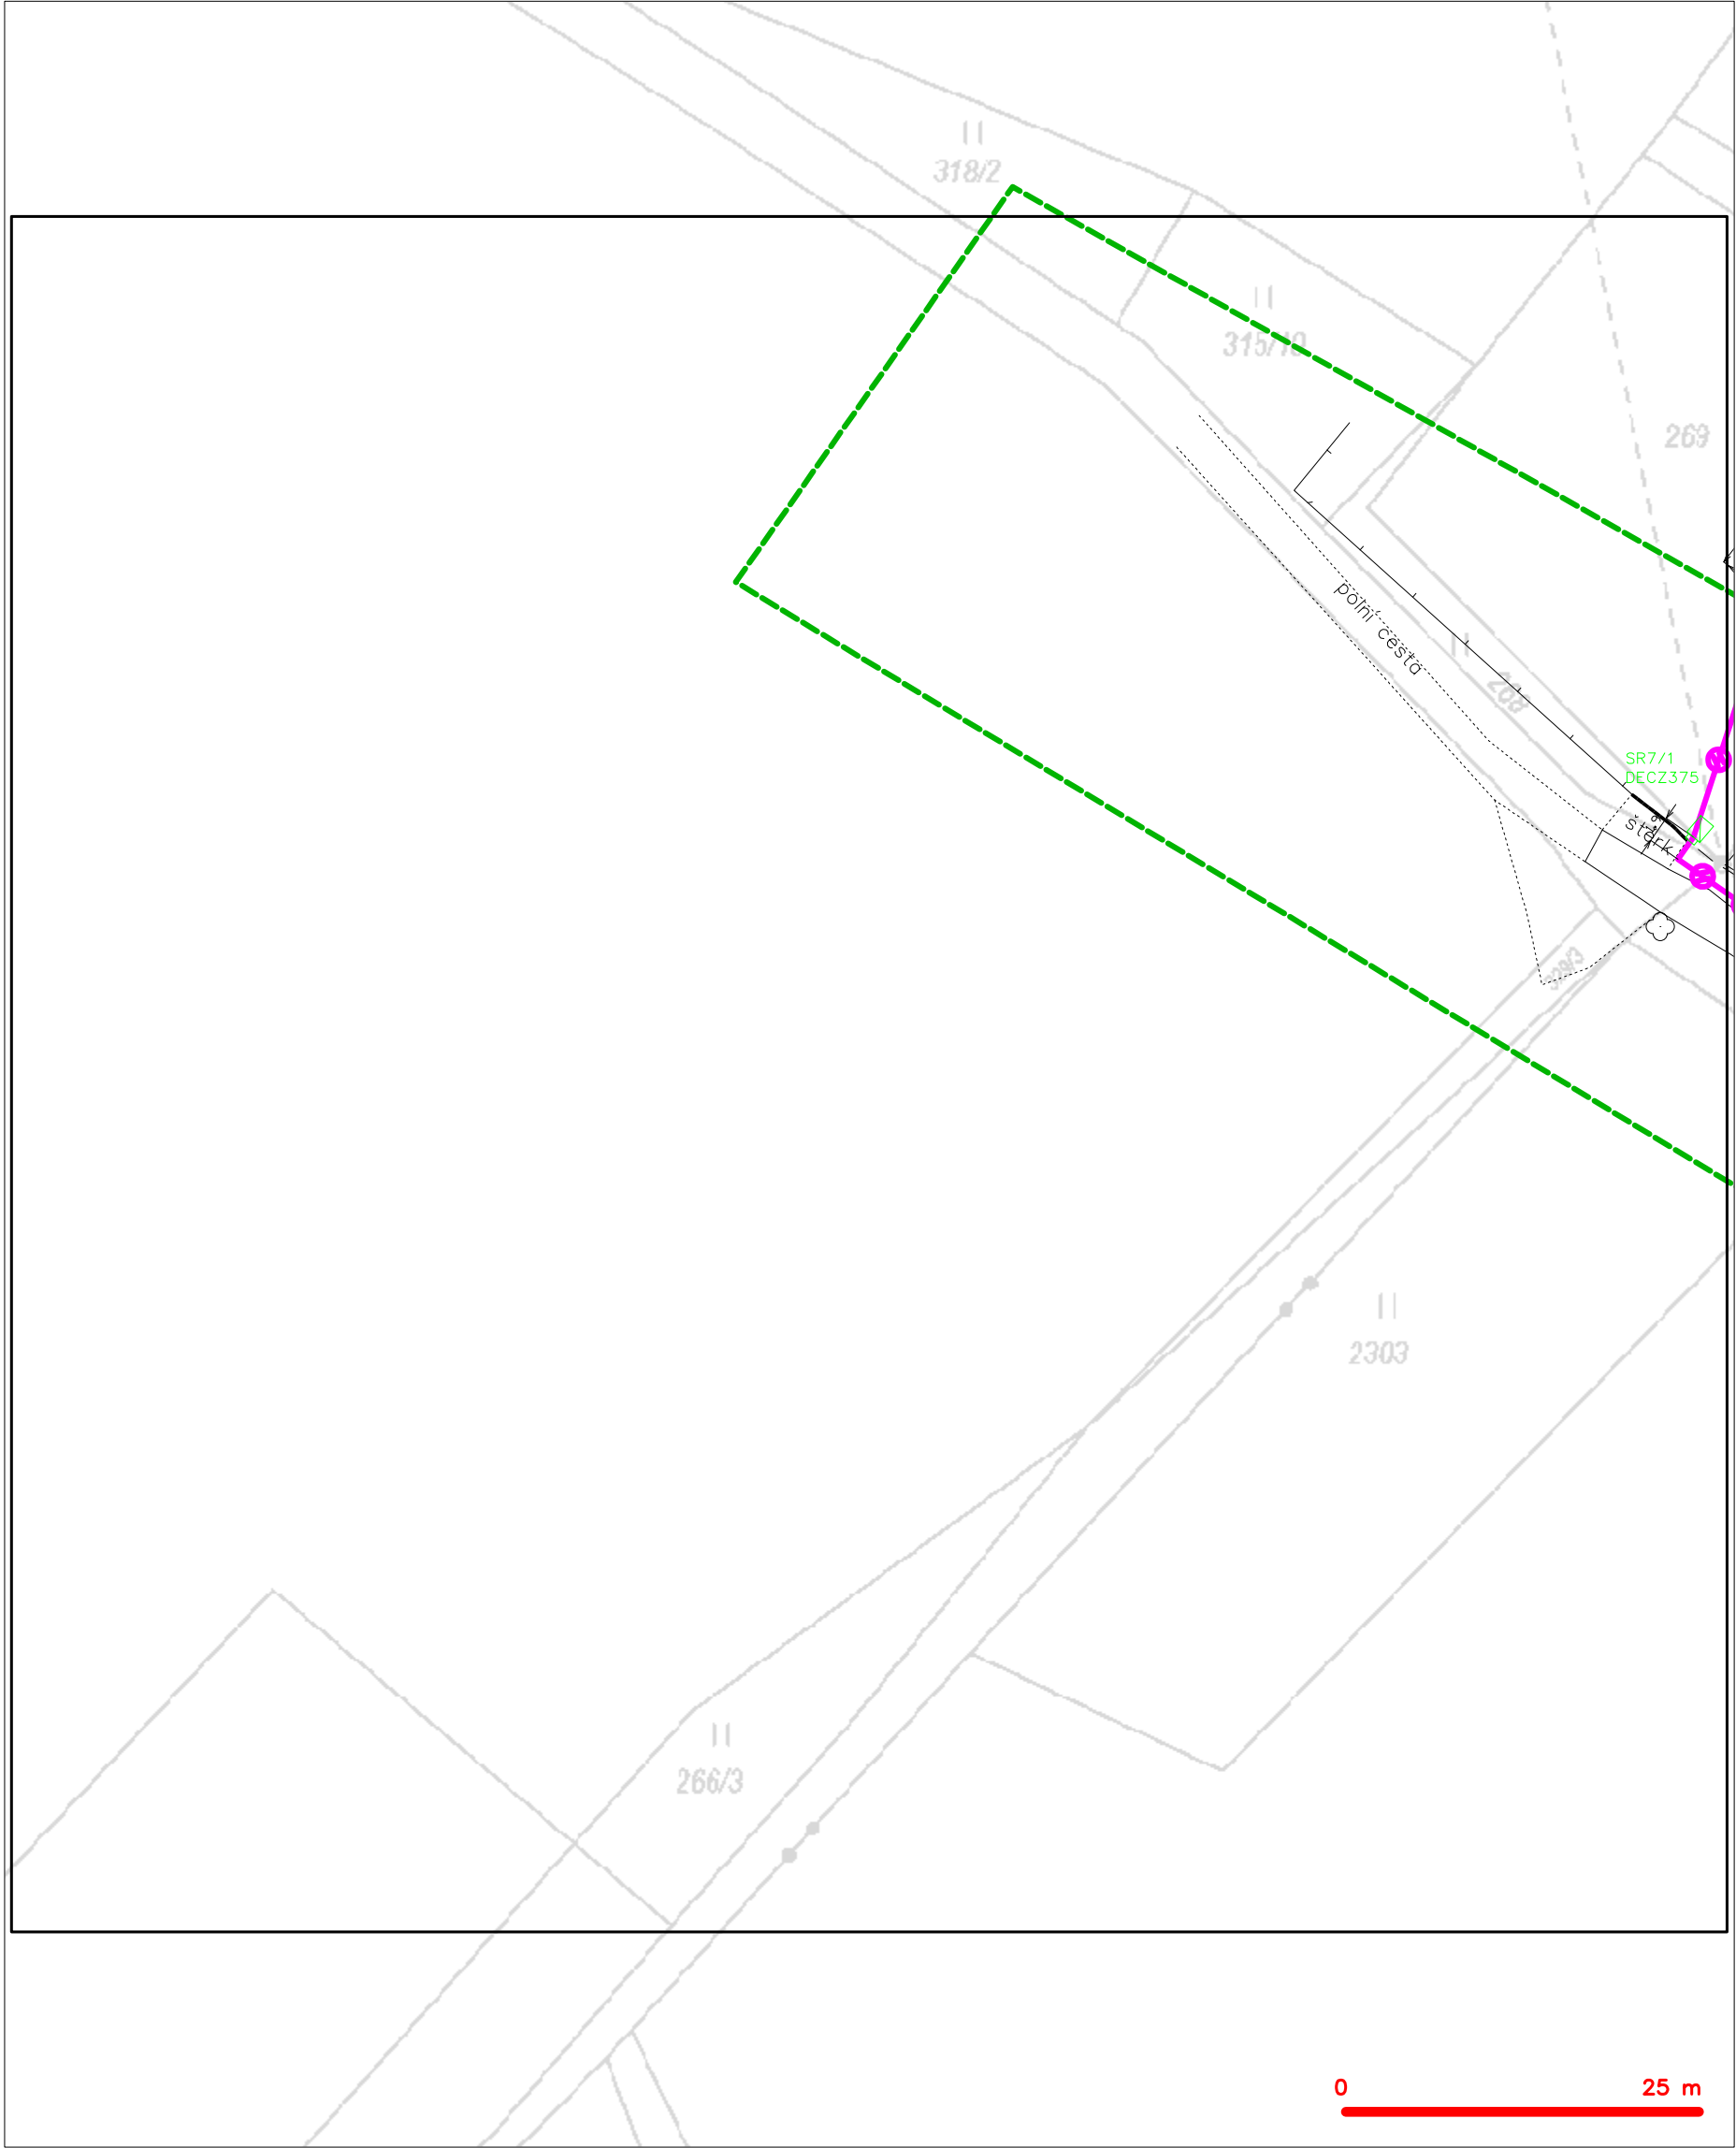 318/2
315/10
269
polní cesta
SR7/1
DECZ375
štěrk
2303
266/3
0 25 m